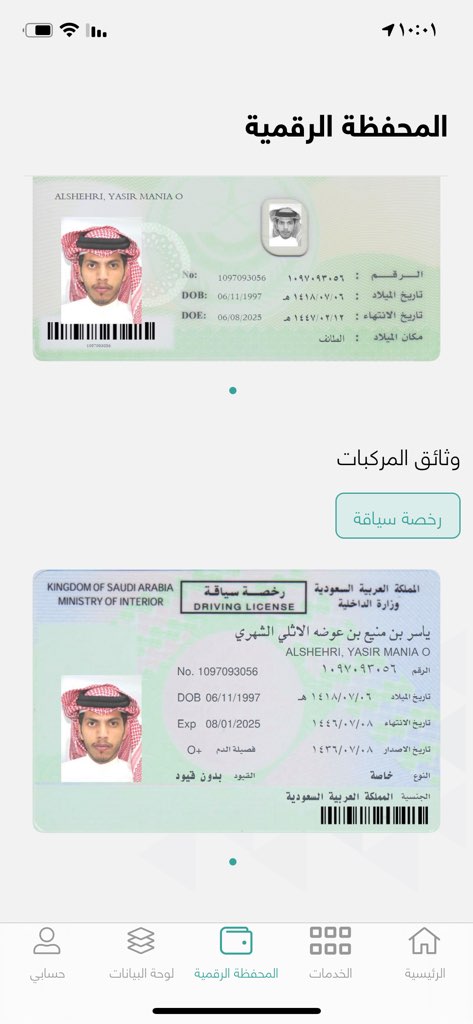 ١٠:٠١
المحفظة الرقمية
ALSHEHRI, YASIR MANIA O
No: 1097093056 الـرقـــم : ١٠٩٧٠٩٣٠٥٦
DOB: 06/11/1997 تاريخ الميلاد : ١٤١٨/٠٧/٠٦ هـ
DOE: 06/08/2025 تاريخ الانتهاء : ١٤٤٧/٠٢/١٢ هـ
مكان الميلاد : الطائف
1097093056
وثائق المركبات
رخصة سياقة
KINGDOM OF SAUDI ARABIA رخصـة سياقـة المملكة العربية السعودية
MINISTRY OF INTERIOR DRIVING LICENSE وزارة الداخلية
ياسر بن منيع بن عوضه الاثلي الشهري
ALSHEHRI, YASIR MANIA O
No. 1097093056 الرقم ١٠٩٧٠٩٣٠٥٦
DOB 06/11/1997 تاريخ الميلاد ١٤١٨/٠٧/٠٦ هـ
Exp 08/01/2025 تاريخ الانتهاء ١٤٤٦/٠٧/٠٨
تاريخ الاصدار ١٤٣٦/٠٧/٠٨ فصيلة الدم O+
النوع خاصة القيود بدون قيود
الجنسية المملكة العربية السعودية
الرئيسية
الخدمات
المحفظة الرقمية
لوحة البيانات
حسابي